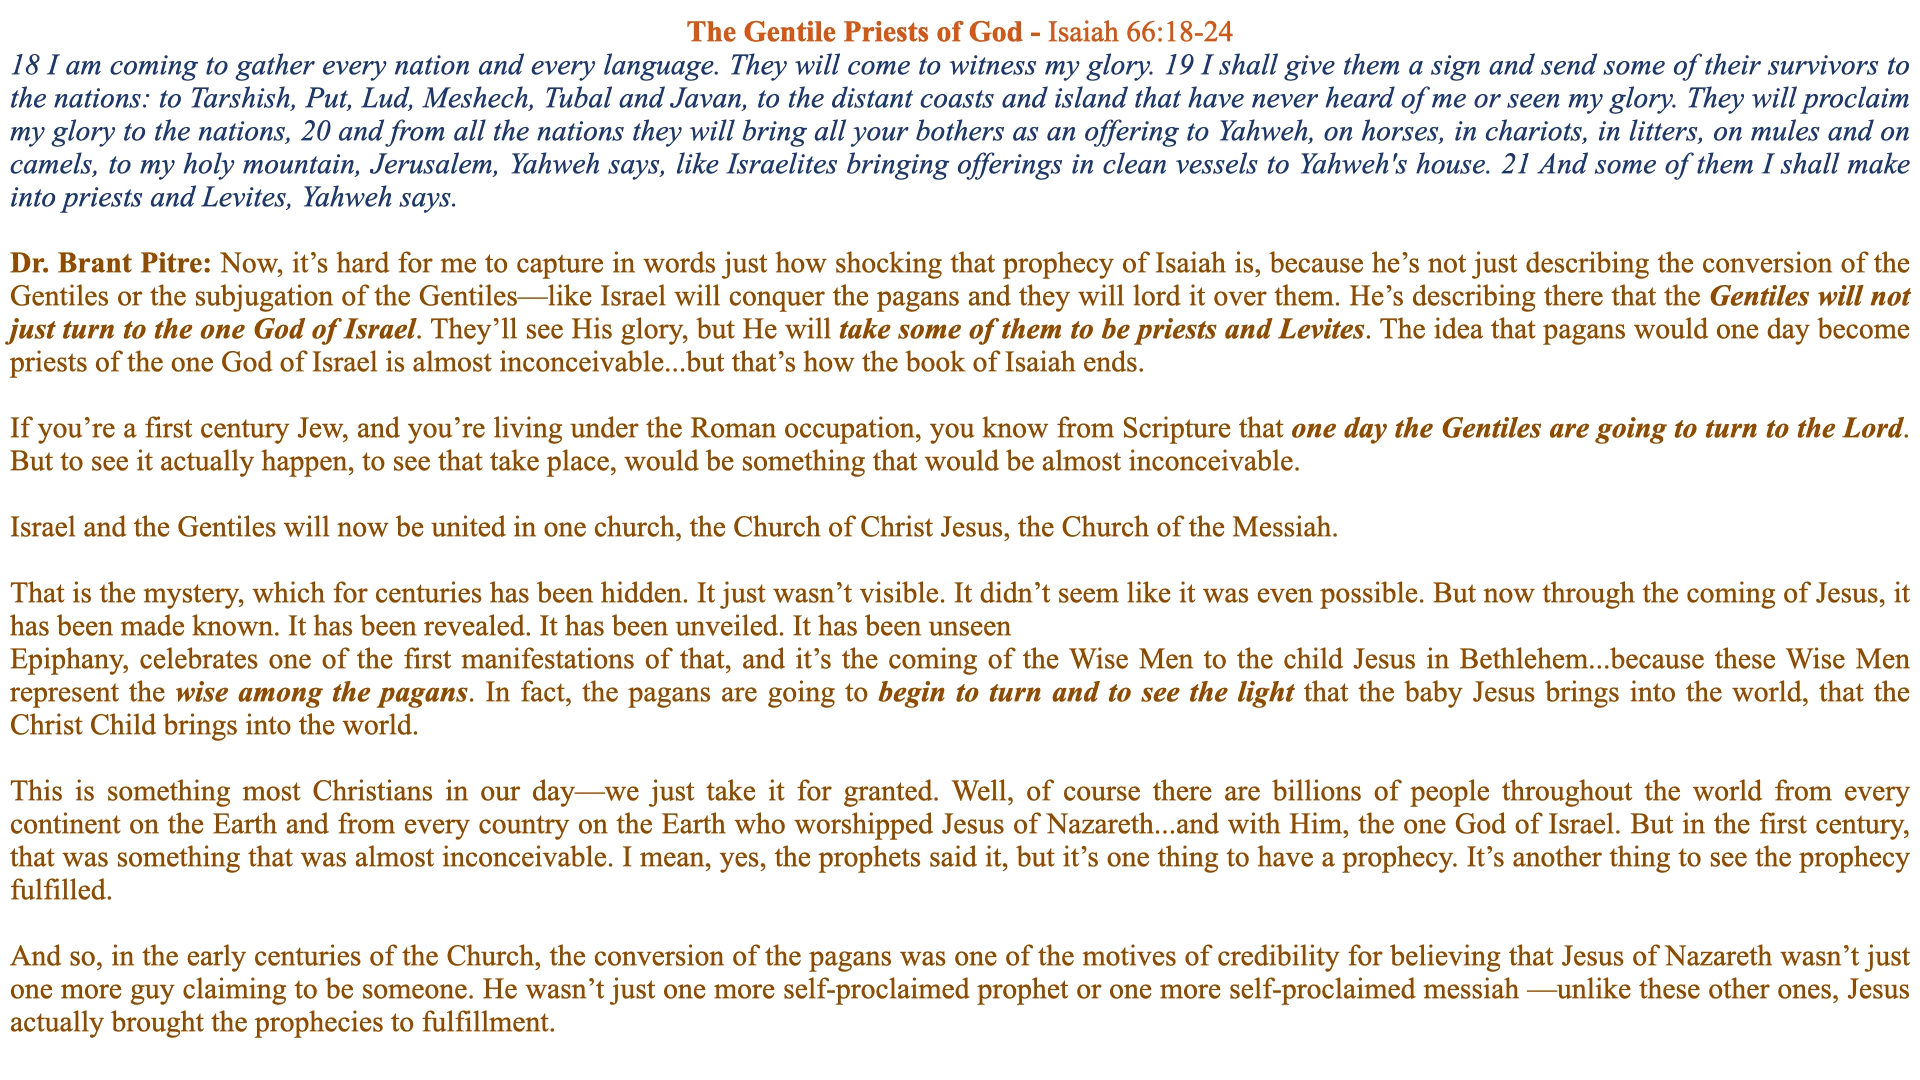 The Gentile Priests of God - Isaiah 66:18-24
18 I am coming to gather every nation and every language. They will come to witness my glory. 19 I shall give them a sign and send some of their survivors to
the nations: to Tarshish, Put, Lud, Meshech, Tubal and Javan, to the distant coasts and island that have never heard of me or seen my glory. They will proclaim
my glory to the nations, 20 and from all the nations they will bring all your bothers as an offering to Yahweh, on horses, in chariots, in litters, on mules and on
camels, to my holy mountain, Jerusalem, Yahweh says, like Israelites bringing offerings in clean vessels to Yahweh's house. 21 And some of them I shall make
into priests and Levites, Yahweh says.
Dr. Brant Pitre: Now, it’s hard for me to capture in words just how shocking that prophecy of Isaiah is, because he’s not just describing the conversion of the
Gentiles or the subjugation of the Gentiles—like Israel will conquer the pagans and they will lord it over them. He’s describing there that the Gentiles will not
just turn to the one God of Israel. They’ll see His glory, but He will take some of them to be priests and Levites. The idea that pagans would one day become
priests of the one God of Israel is almost inconceivable...but that’s how the book of Isaiah ends.
If you’re a first century Jew, and you’re living under the Roman occupation, you know from Scripture that one day the Gentiles are going to turn to the Lord.
But to see it actually happen, to see that take place, would be something that would be almost inconceivable.
Israel and the Gentiles will now be united in one church, the Church of Christ Jesus, the Church of the Messiah.
That is the mystery, which for centuries has been hidden. It just wasn’t visible. It didn’t seem like it was even possible. But now through the coming of Jesus, it
has been made known. It has been revealed. It has been unveiled. It has been unseen
Epiphany, celebrates one of the first manifestations of that, and it’s the coming of the Wise Men to the child Jesus in Bethlehem...because these Wise Men
represent the wise among the pagans. In fact, the pagans are going to begin to turn and to see the light that the baby Jesus brings into the world, that the
Christ Child brings into the world.
This is something most Christians in our day—we just take it for granted. Well, of course there are billions of people throughout the world from every
continent on the Earth and from every country on the Earth who worshipped Jesus of Nazareth...and with Him, the one God of Israel. But in the first century,
that was something that was almost inconceivable. I mean, yes, the prophets said it, but it’s one thing to have a prophecy. It’s another thing to see the prophecy
fulfilled.
And so, in the early centuries of the Church, the conversion of the pagans was one of the motives of credibility for believing that Jesus of Nazareth wasn’t just
one more guy claiming to be someone. He wasn’t just one more self-proclaimed prophet or one more self-proclaimed messiah —unlike these other ones, Jesus
actually brought the prophecies to fulfillment.